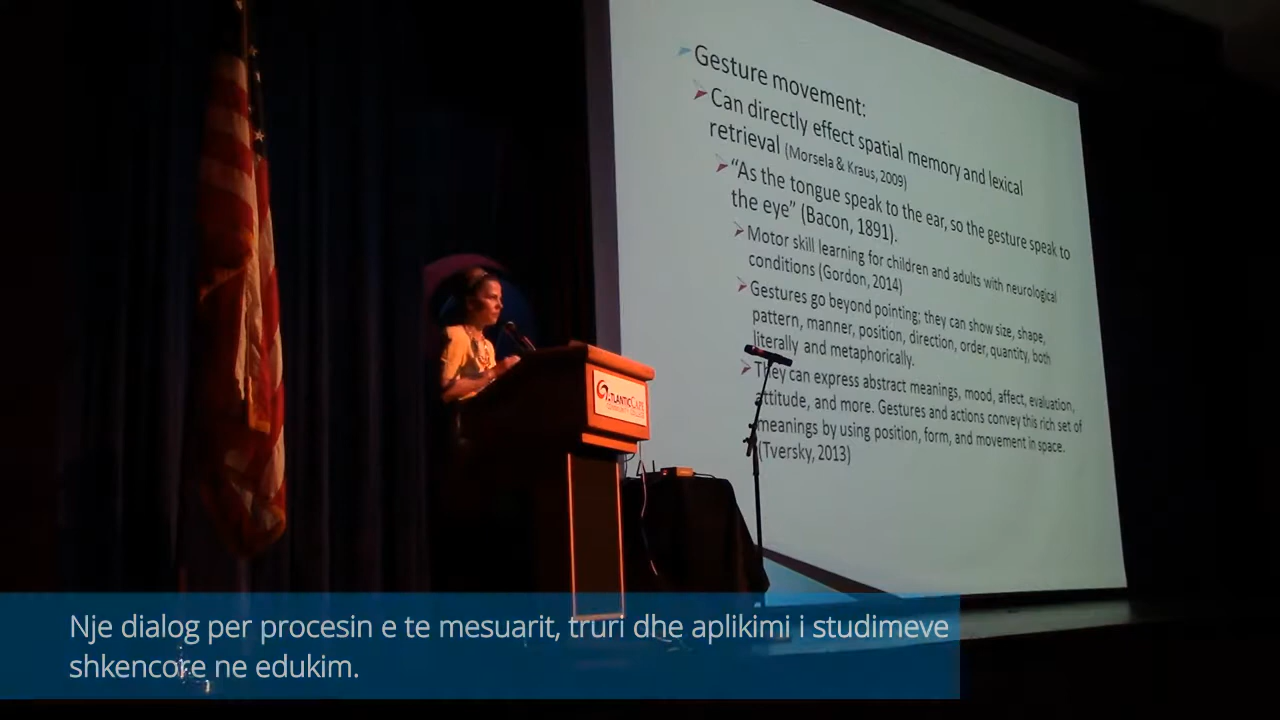 Gesture movement:
Can directly effect spatial memory and lexical
retrieval (Morsela & Kraus, 2009)
"As the tongue speak to the ear, so the gesture speak to
the eye" (Bacon, 1891).
Motor skill learning for children and adults with neurological
conditions (Gordon, 2014)
Gestures go beyond pointing; they can show size, shape,
pattern, manner, position, direction, order, quantity, both
literally and metaphorically.
They can express abstract meanings, mood, affect, evaluation,
attitude, and more. Gestures and actions convey this rich set of
meanings by using position, form, and movement in space.
(Tversky, 2013)
ATLANTIC CAPE
COMMUNITY COLLEGE
Nje dialog per procesin e te mesuarit, truri dhe aplikimi i studimeve
shkencore ne edukim.